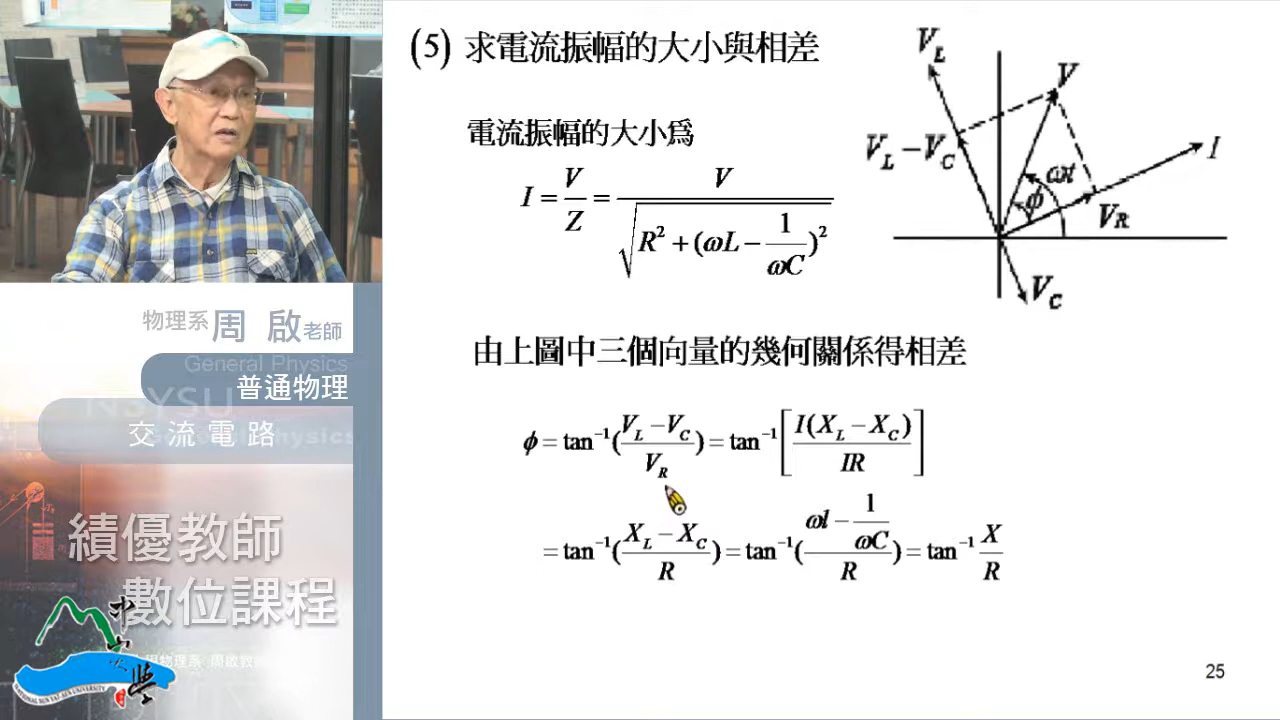 (5) 求電流振幅的大小與相差
電流振幅的大小為
I = V/Z = V/√(R² + (ωL − 1/ωC)²)
V_L
V
V_L − V_C
I
ωt
ϕ
V_R
V_C
由上圖中三個向量的幾何關係得相差
ϕ = tan⁻¹((V_L − V_C)/V_R) = tan⁻¹[I(X_L − X_C)/IR]
= tan⁻¹((X_L − X_C)/R) = tan⁻¹((ωl − 1/ωC)/R) = tan⁻¹ X/R
25
物理系 周 啟 老師
General Physics
普通物理
NSYSU
交流電路
績優教師
數位課程
NATIONAL SUN YAT-SEN UNIVERSITY